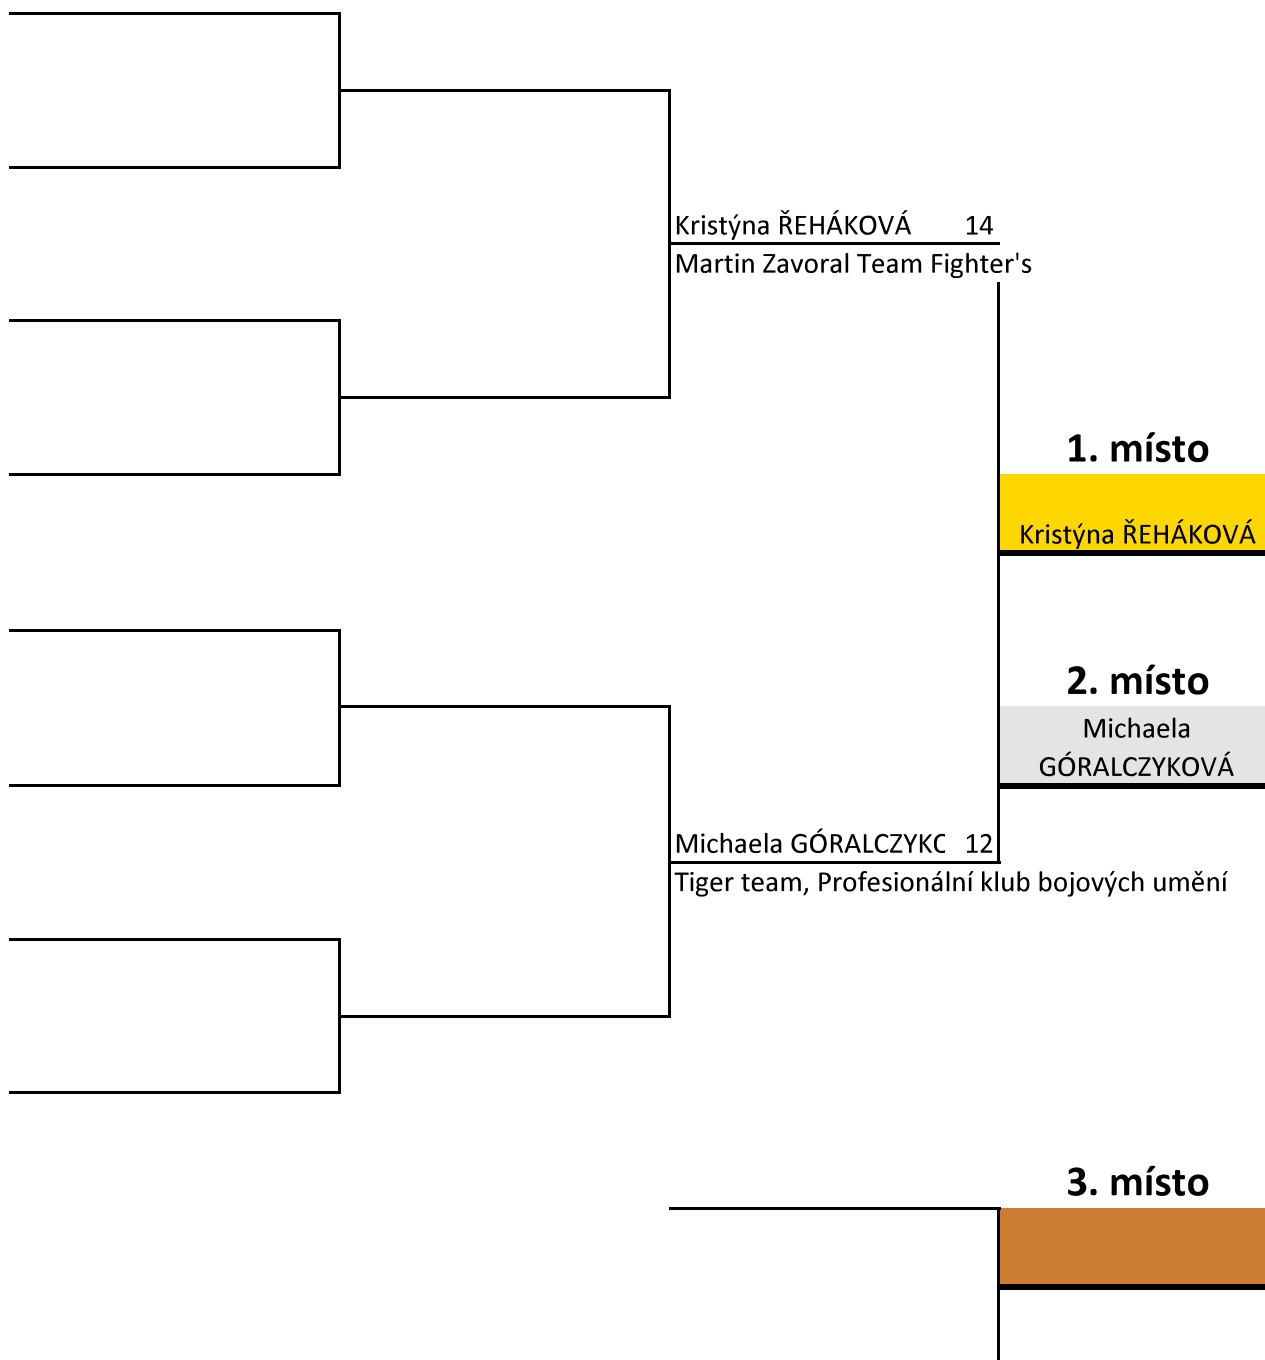 Kristýna ŘEHÁKOVÁ 14
Martin Zavoral Team Fighter's
1. místo
Kristýna ŘEHÁKOVÁ
2. místo
Michaela
GÓRALCZYKOVÁ
Michaela GÓRALCZYKC 12
Tiger team, Profesionální klub bojových umění
3. místo